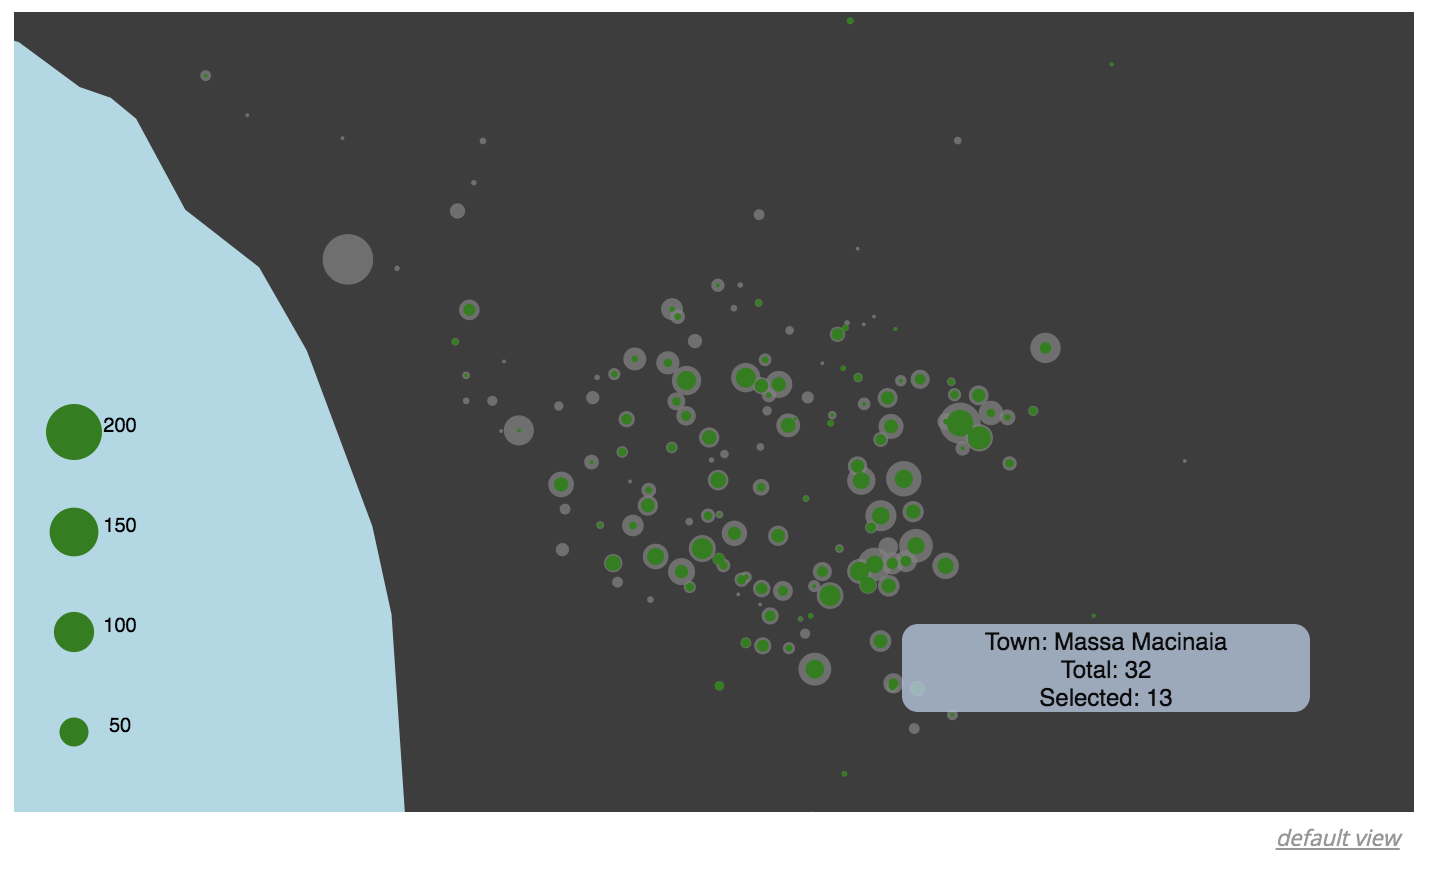 200
150
100
50
Town: Massa Macinaia
Total: 32
Selected: 13
default view